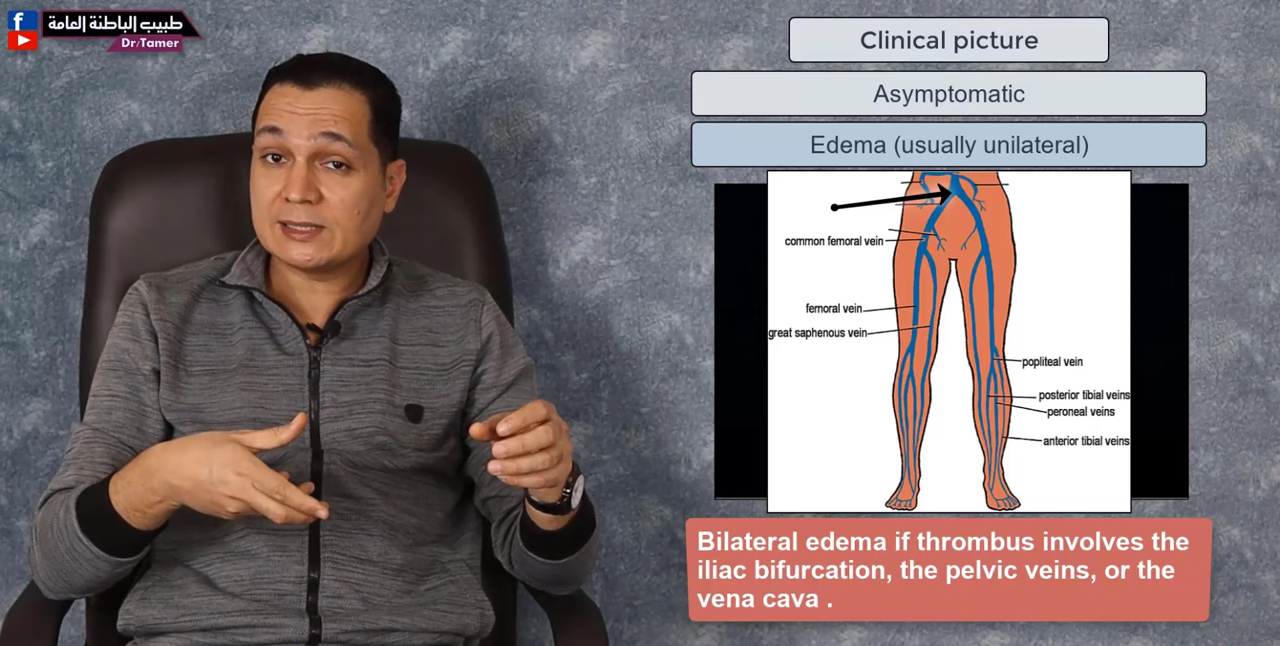 f
طبيب الباطنة العامة
Dr/Tamer
Clinical picture
Asymptomatic
Edema (usually unilateral)
common femoral vein
femoral vein
great saphenous vein
popliteal vein
posterior tibial veins
peroneal veins
anterior tibial veins
Bilateral edema if thrombus involves the
iliac bifurcation, the pelvic veins, or the
vena cava .